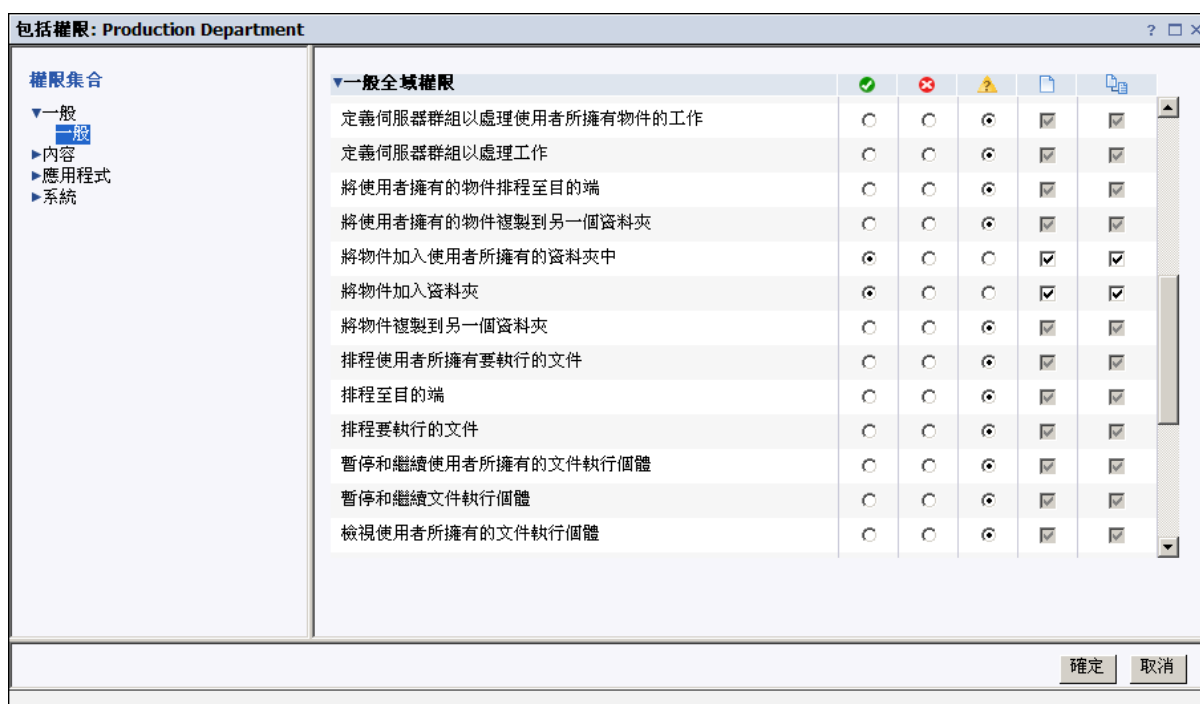 包括權限: Production Department
?
權限集合
▼一般
一般
▶內容
▶應用程式
▶系統
▼一般全域權限
定義伺服器群組以處理使用者所擁有物件的工作
定義伺服器群組以處理工作
將使用者擁有的物件排程至目的端
將使用者擁有的物件複製到另一個資料夾
將物件加入使用者所擁有的資料夾中
將物件加入資料夾
將物件複製到另一個資料夾
排程使用者所擁有要執行的文件
排程至目的端
排程要執行的文件
暫停和繼續使用者所擁有的文件執行個體
暫停和繼續文件執行個體
檢視使用者所擁有的文件執行個體
確定
取消